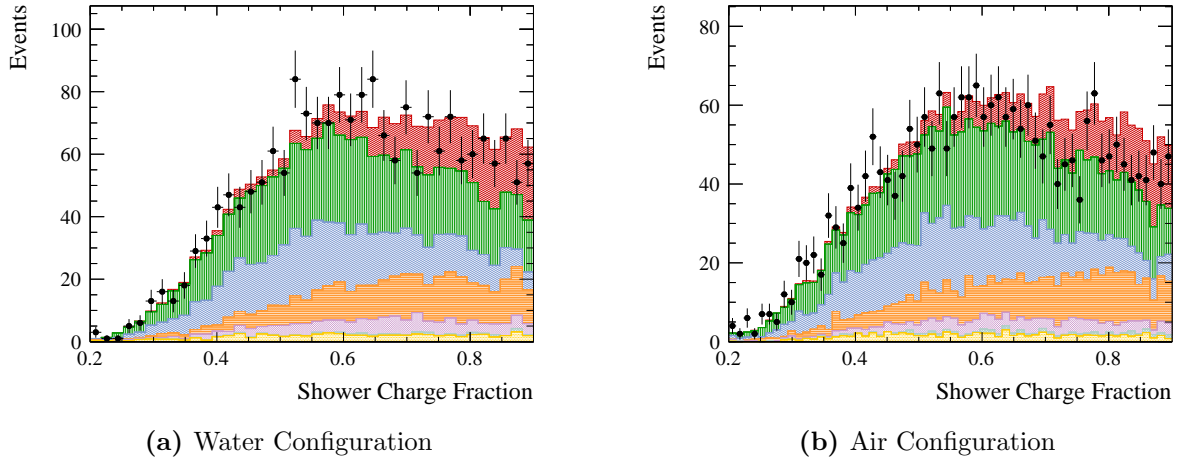 Events
100
80
60
40
20
0
0.2 0.4 0.6 0.8
Shower Charge Fraction
(a) Water Configuration
Events
80
60
40
20
0
0.2 0.4 0.6 0.8
Shower Charge Fraction
(b) Air Configuration